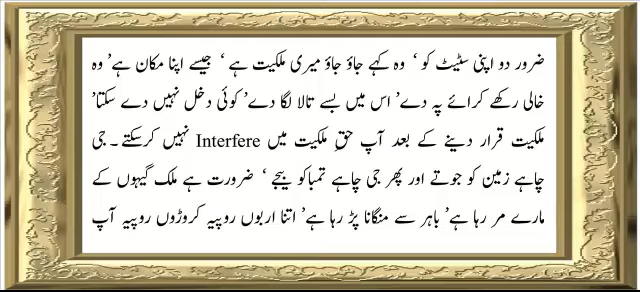 ضرور دو اپنی سٹیٹ کو‘ وہ کہے جاؤ جاؤ میری ملکیت ہے‘ جیسے اپنا مکان ہے’ وہ
خالی رکھے کرائے پہ دے’ اس میں بسے تالا لگا دے’ کوئی دخل نہیں دے سکتا’
ملکیت قرار دینے کے بعد آپ حقِ ملکیت میں Interfere نہیں کرسکتے۔ جی
چاہے زمین کو جوتے اور پھر جی چاہے تمباکو بیجے‘ ضرورت ہے ملک گیہوں کے
مارے مر رہا ہے’ باہر سے منگانا پڑ رہا ہے’ اتنا اربوں روپیہ کروڑوں روپیہ آپ